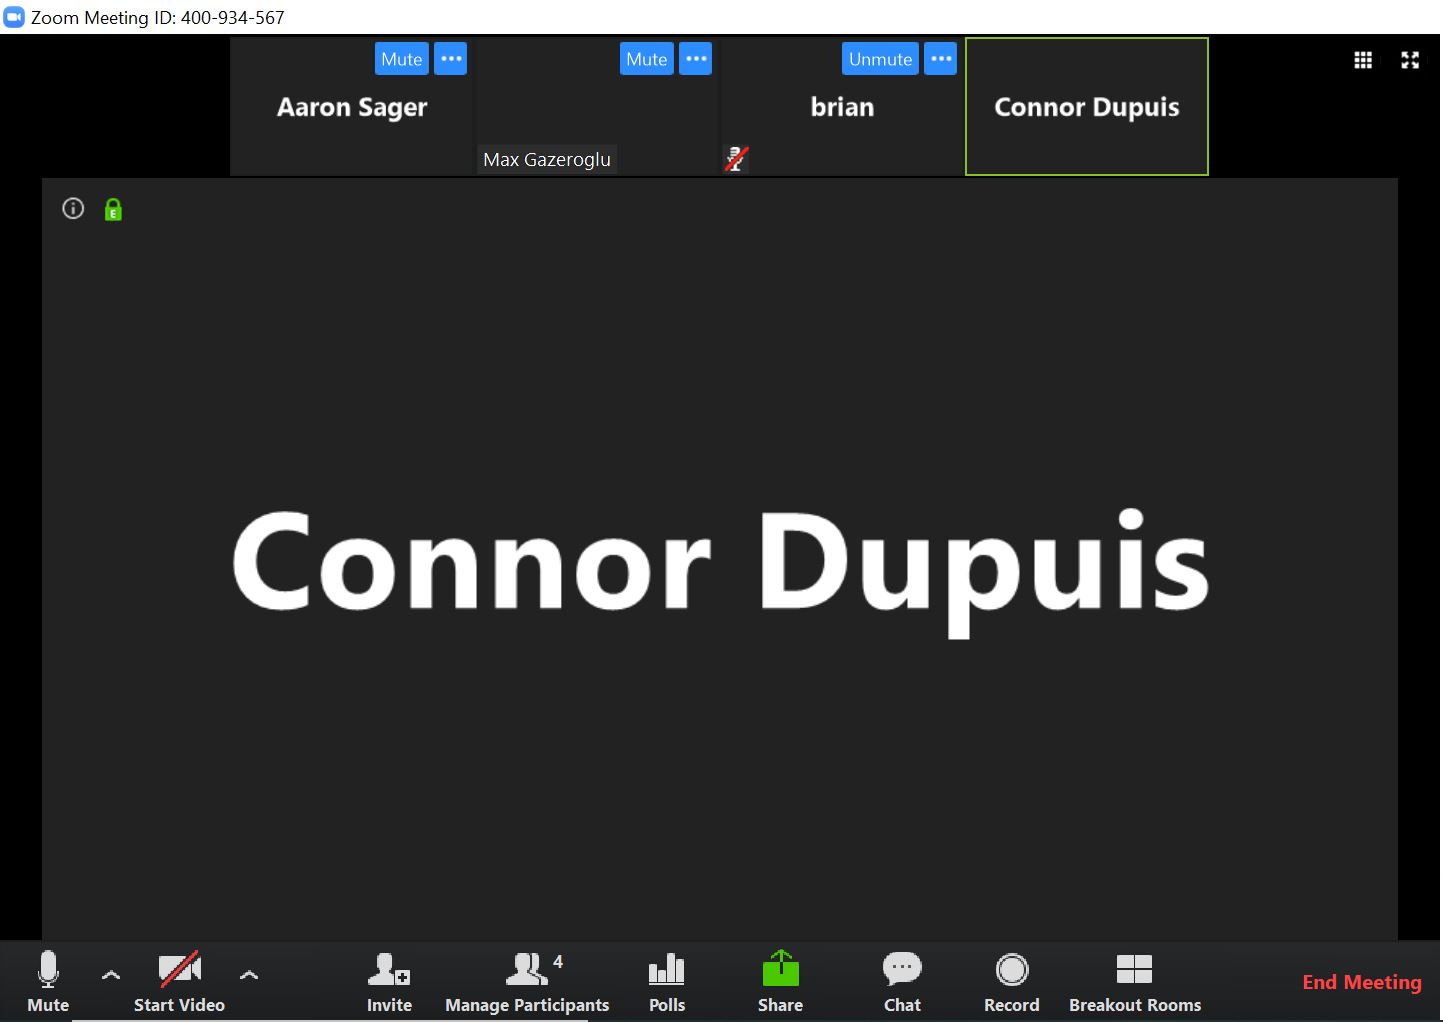 Zoom Meeting ID: 400-934-567
Mute
Mute
Unmute
Aaron Sager
brian
Connor Dupuis
Max Gazeroglu
E
Connor Dupuis
4
Mute
Start Video
Invite
Manage Participants
Polls
Share
Chat
Record
Breakout Rooms
End Meeting